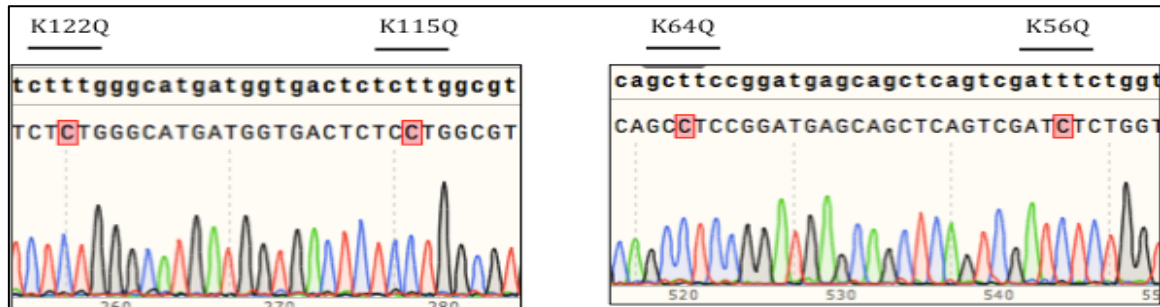 K122Q K115Q K64Q K56Q
tctttgggcatgatggtgactctcttggcgt
TCTCTGGGCATGATGGTGACTCTCCTGGCGT
260 270 280
cagcttccggatgagcagctcagtcgatttctggt
CAGCCTCCGGATGAGCAGCTCAGTCGATCTCTGGT
520 530 540